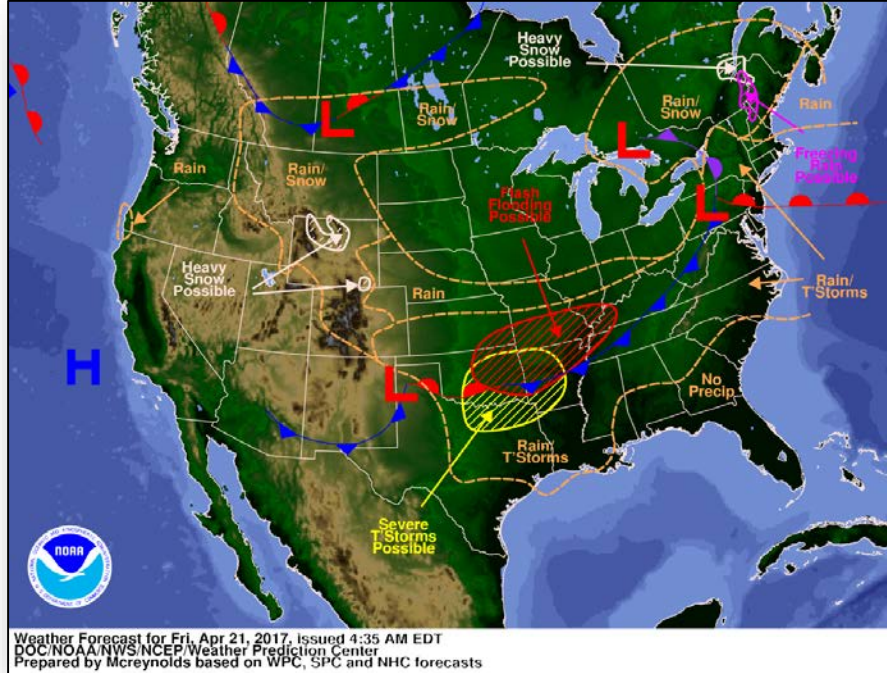 Heavy
Snow
Possible
Rain/
Snow
Rain/
Snow
Rain
Rain
Rain/
Snow
Freezing
Rain
Possible
Flash
Flooding
Possible
Heavy
Snow
Possible
Rain
Rain/
T'Storms
H
No
Precip
Rain/
T'Storms
Severe
T'Storms
Possible
L
L
L
L
NOAA
Weather Forecast for Fri, Apr 21, 2017, issued 4:35 AM EDT
DOC/NOAA/NWS/NCEP/Weather Prediction Center
Prepared by Mcreynolds based on WPC, SPC and NHC forecasts